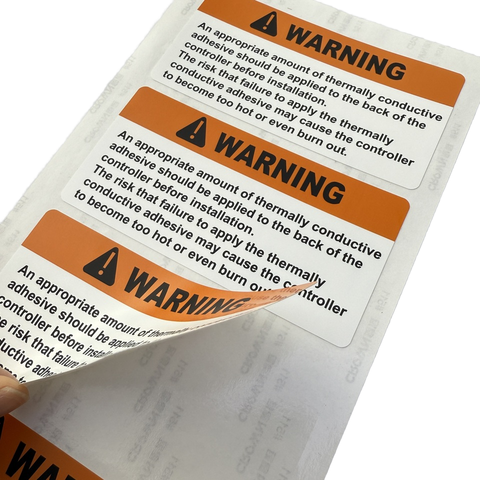 WARNING
An appropriate amount of thermally conductive
adhesive should be applied to the back of the
controller before installation.
The risk that failure to apply the thermally
conductive adhesive may cause the controller
to become too hot or even burn out.
WARNING
An appropriate amount of thermally conductive
adhesive should be applied to the back of the
controller before installation.
The risk that failure to apply the thermally
conductive adhesive may cause the controller
to become too hot or even burn out
WARNING
An appropriate amount of thermally
adhesive should be applied
controller before
risk that failure
WARNING